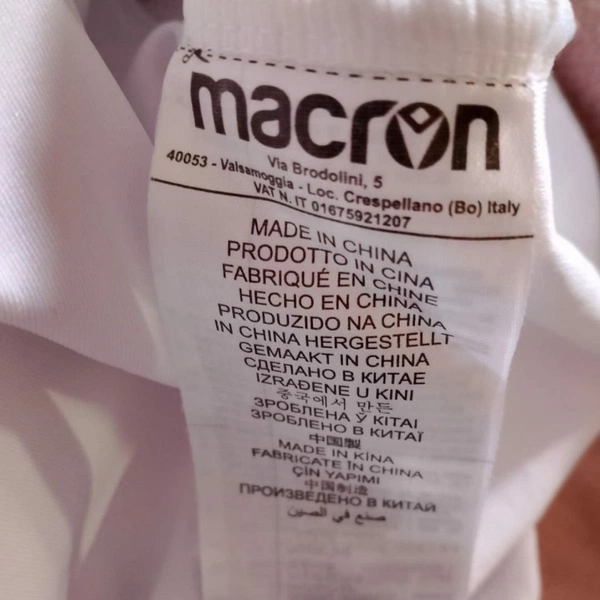 macron
Via Brodolini, 5
40053 - Valsamoggia - Loc. Crespellano (Bo) Italy
VAT N. IT 01675921207
MADE IN CHINA
PRODOTTO IN CINA
FABRIQUÉ EN CHINE
HECHO EN CHINA
PRODUZIDO NA CHINA
IN CHINA HERGESTELLT
GEMAAKT IN CHINA
СДЕЛАНО В КИТАЕ
IZRAĐENE U KINI
중국에서 만든
ЗРОБЛЕНА Ў КІТАІ
ЗРОБЛЕНО В КИТАЇ
中国製
MADE IN KÍNA
FABRICATE ÎN CHINA
ÇİN YAPIMI
中国制造
ПРОИЗВЕДЕНО В КИТАЙ
صنع في الصين